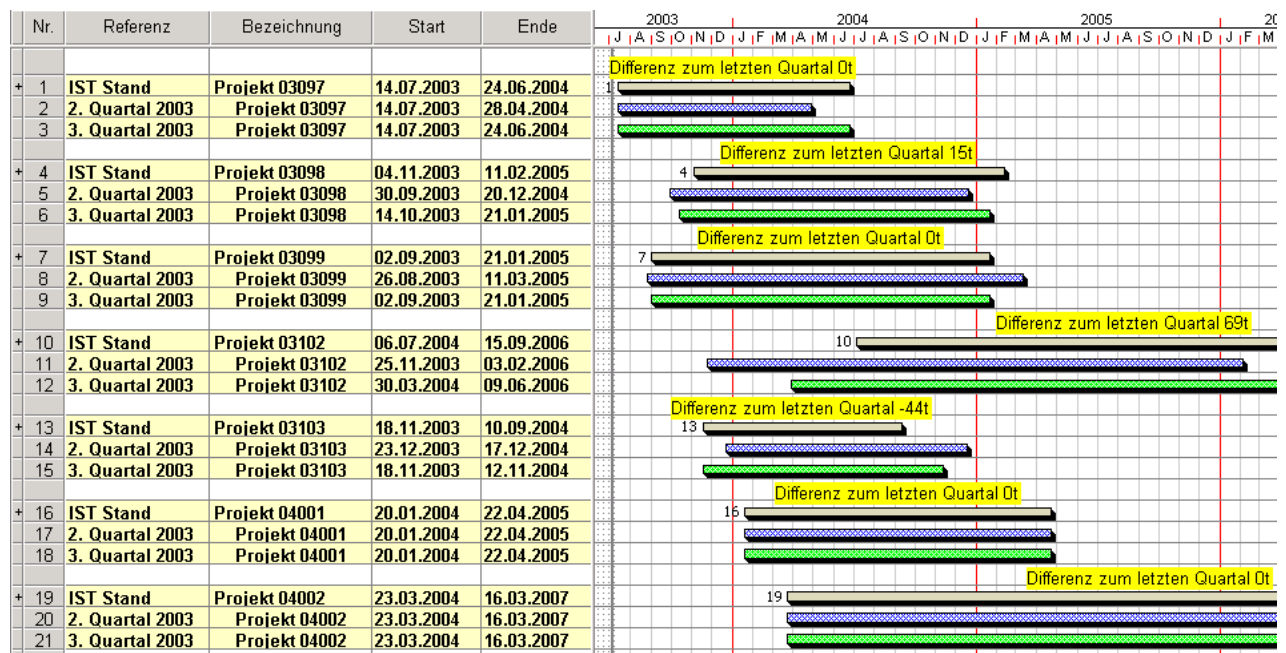 Nr. Referenz Bezeichnung Start Ende
2003 2004 2005 20
J A S O N D J F M A M J J A S O N D J F M A M J J A S O N D J F M
Differenz zum letzten Quartal 0t
+ 1 IST Stand Projekt 03097 14.07.2003 24.06.2004 1
2 2. Quartal 2003 Projekt 03097 14.07.2003 28.04.2004
3 3. Quartal 2003 Projekt 03097 14.07.2003 24.06.2004
Differenz zum letzten Quartal 15t
+ 4 IST Stand Projekt 03098 04.11.2003 11.02.2005 4
5 2. Quartal 2003 Projekt 03098 30.09.2003 20.12.2004
6 3. Quartal 2003 Projekt 03098 14.10.2003 21.01.2005
Differenz zum letzten Quartal 0t
+ 7 IST Stand Projekt 03099 02.09.2003 21.01.2005 7
8 2. Quartal 2003 Projekt 03099 26.08.2003 11.03.2005
9 3. Quartal 2003 Projekt 03099 02.09.2003 21.01.2005
Differenz zum letzten Quartal 69t
+ 10 IST Stand Projekt 03102 06.07.2004 15.09.2006 10
11 2. Quartal 2003 Projekt 03102 25.11.2003 03.02.2006
12 3. Quartal 2003 Projekt 03102 30.03.2004 09.06.2006
Differenz zum letzten Quartal -44t
+ 13 IST Stand Projekt 03103 18.11.2003 10.09.2004 13
14 2. Quartal 2003 Projekt 03103 23.12.2003 17.12.2004
15 3. Quartal 2003 Projekt 03103 18.11.2003 12.11.2004
Differenz zum letzten Quartal 0t
+ 16 IST Stand Projekt 04001 20.01.2004 22.04.2005 16
17 2. Quartal 2003 Projekt 04001 20.01.2004 22.04.2005
18 3. Quartal 2003 Projekt 04001 20.01.2004 22.04.2005
Differenz zum letzten Quartal 0t
+ 19 IST Stand Projekt 04002 23.03.2004 16.03.2007 19
20 2. Quartal 2003 Projekt 04002 23.03.2004 16.03.2007
21 3. Quartal 2003 Projekt 04002 23.03.2004 16.03.2007